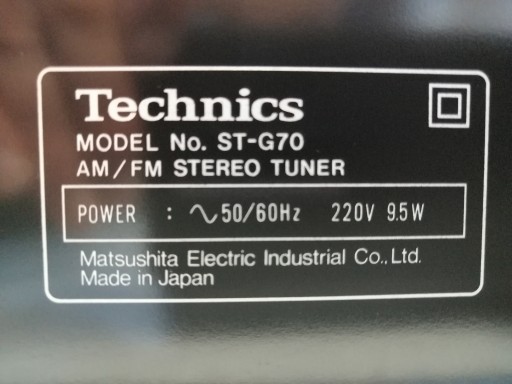 Technics
MODEL No. ST-G70
AM/FM STEREO TUNER
POWER : ∿50/60Hz 220V 9.5W
Matsushita Electric Industrial Co., Ltd.
Made in Japan